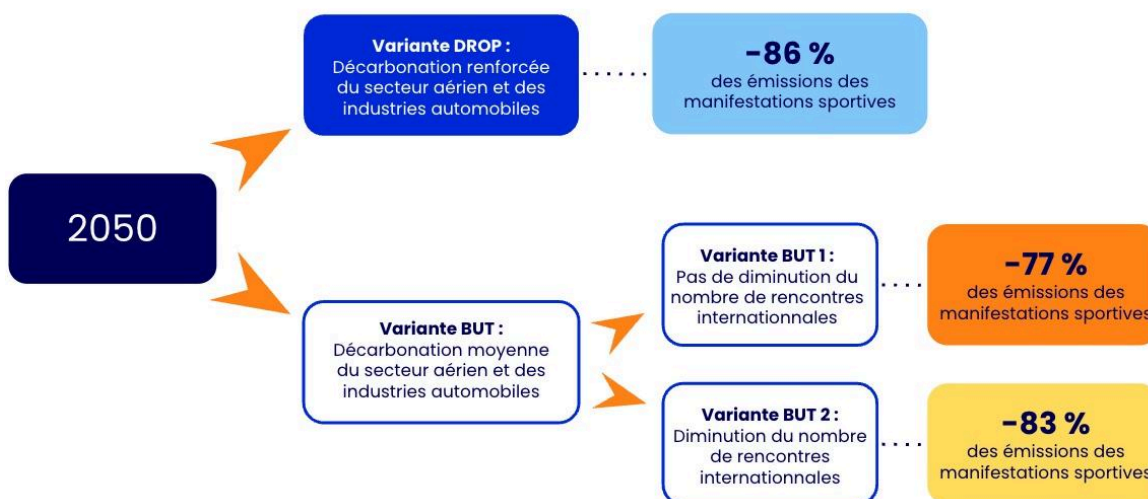 Variante DROP :
Décarbonation renforcée
du secteur aérien et des
industries automobiles
-86 %
des émissions des
manifestations sportives
2050
Variante BUT :
Décarbonation moyenne
du secteur aérien et des
industries automobiles
Variante BUT 1 :
Pas de diminution du
nombre de rencontres
internationnales
-77 %
des émissions des
manifestations sportives
Variante BUT 2 :
Diminution du nombre
de rencontres
internationnales
-83 %
des émissions des
manifestations sportives